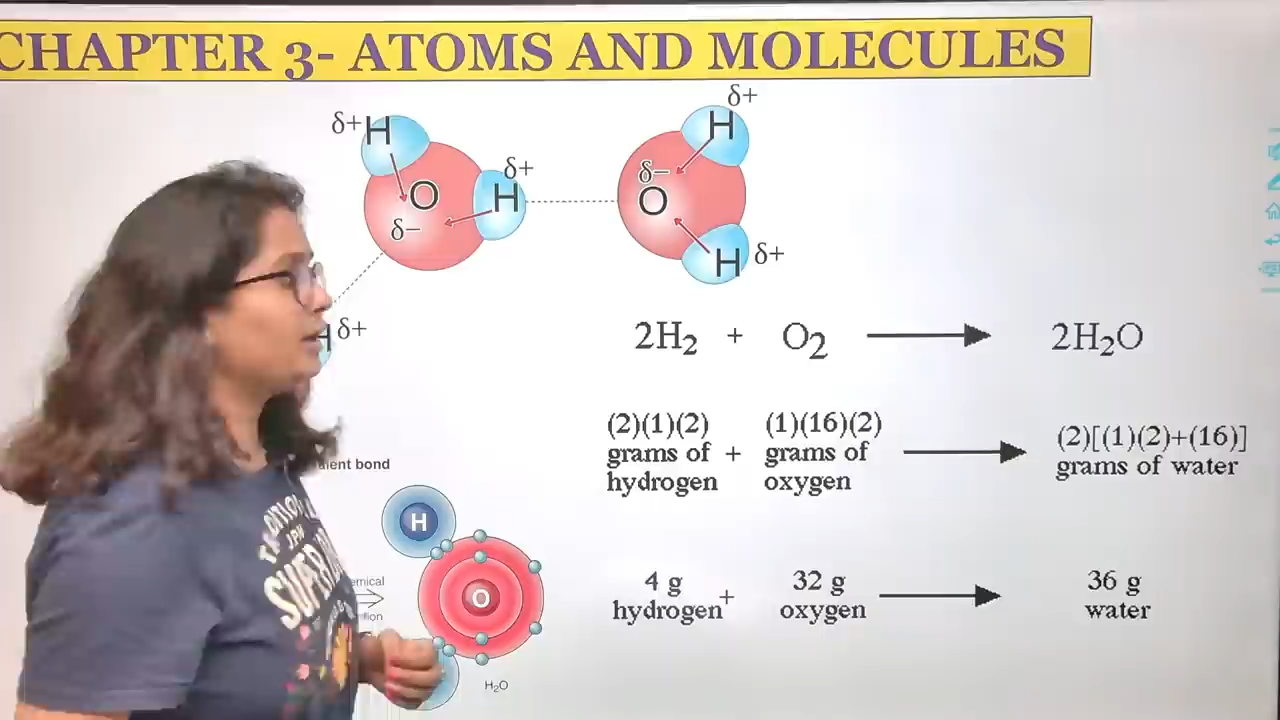 CHAPTER 3- ATOMS AND MOLECULES
δ+ H
O
δ−
H δ+
δ+
H
δ−
O
H δ+
H δ+
2H₂ + O₂ 2H₂O
(2)(1)(2) grams of hydrogen + (1)(16)(2) grams of oxygen (2)[(1)(2)+(16)] grams of water
4 g hydrogen + 32 g oxygen 36 g water
bond
H
O
H₂O